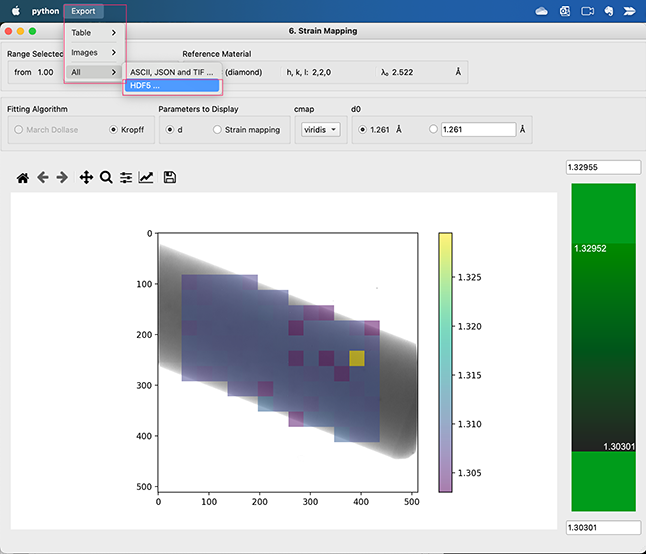 python Export
6. Strain Mapping
Table
Images
All
ASCII, JSON and TIF ...
HDF5 ...
Range Selected
Reference Material
from 1.00
(diamond) h, k, l: 2,2,0 λ₀ 2.522 Å
Fitting Algorithm Parameters to Display cmap d0
March Dollase Kropff d Strain mapping viridis 1.261 Å 1.261
1.32955
1.32952
1.30301
1.30301
0
100
200
300
400
500
0 100 200 300 400 500
1.325
1.320
1.315
1.310
1.305